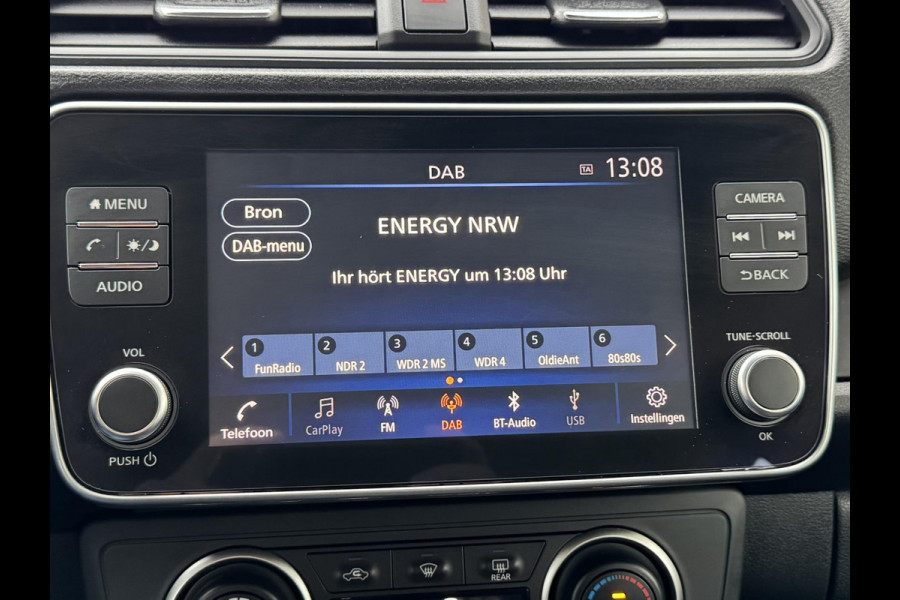 DAB
TA 13:08
MENU
AUDIO
VOL
PUSH
Bron
DAB-menu
ENERGY NRW
Ihr hört ENERGY um 13:08 Uhr
1 FunRadio
2 NDR 2
3 WDR 2 MS
4 WDR 4
5 OldieAnt
6 80s80s
Telefoon
CarPlay
FM
DAB
BT-Audio
USB
Instellingen
CAMERA
BACK
TUNE·SCROLL
OK
REAR